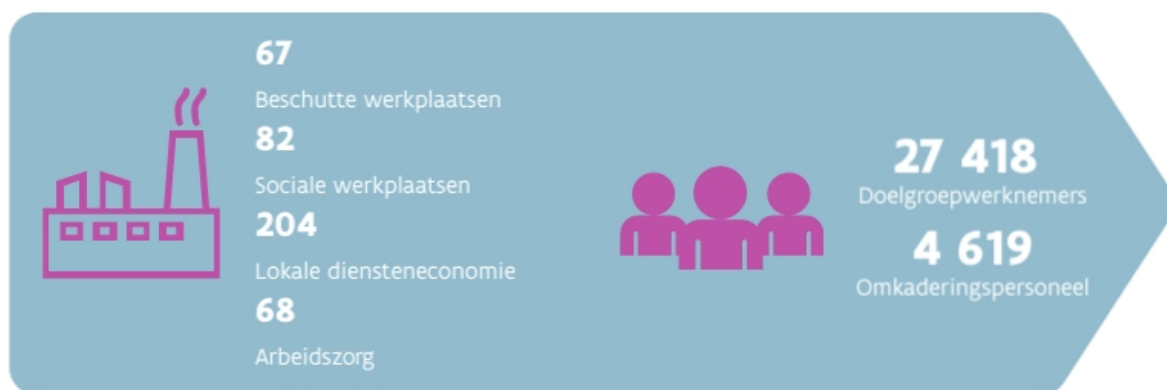 67
Beschutte werkplaatsen
82
Sociale werkplaatsen
204
Lokale diensteneconomie
68
Arbeidszorg
27 418
Doelgroepwerknemers
4 619
Omkaderingspersoneel